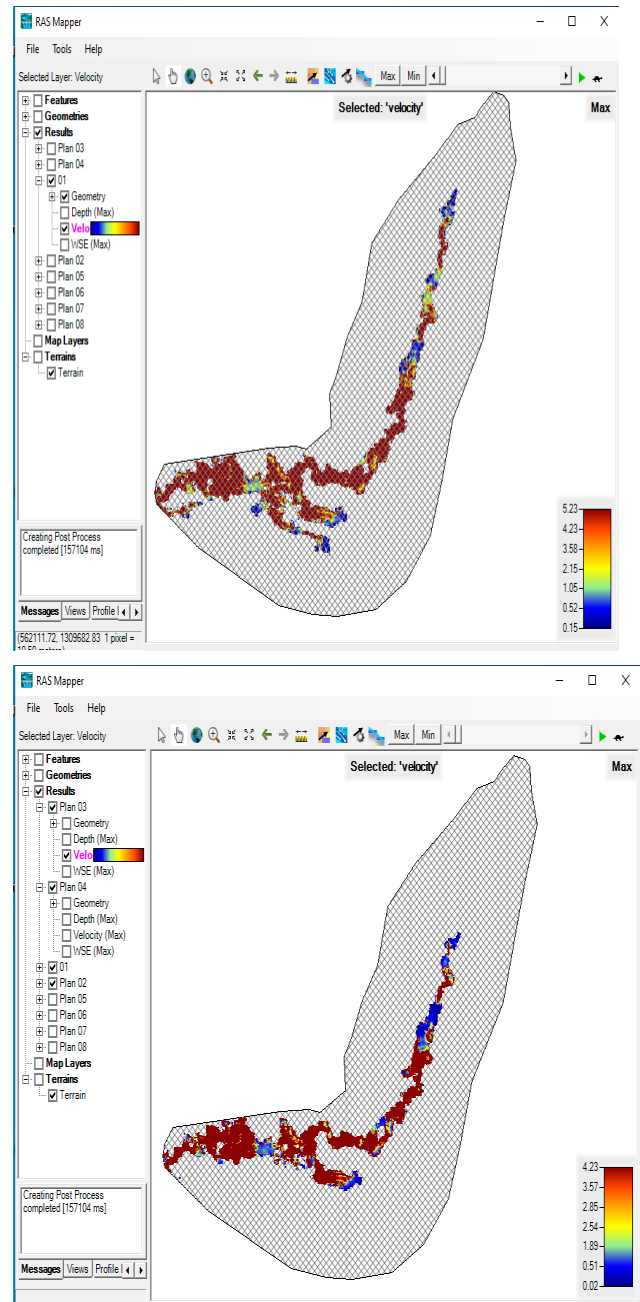 RAS Mapper
File Tools Help
Selected Layer: Velocity
Max Min
Features
Geometries
Results
Plan 03
Plan 04
01
Geometry
Depth (Max)
Velo
WSE (Max)
Plan 02
Plan 05
Plan 06
Plan 07
Plan 08
Map Layers
Terrains
Terrain
Selected: 'velocity'
Max
5.23
4.23
3.58
2.15
1.05
0.52
0.15
Creating Post Process
completed [157104 ms]
Messages Views Profile
(562111.72, 1309682.83 1 pixel =
RAS Mapper
File Tools Help
Selected Layer: Velocity
Max Min
Features
Geometries
Results
Plan 03
Geometry
Depth (Max)
Velo
WSE (Max)
Plan 04
Geometry
Depth (Max)
Velocity (Max)
WSE (Max)
01
Plan 02
Plan 05
Plan 06
Plan 07
Plan 08
Map Layers
Terrains
Terrain
Selected: 'velocity'
Max
4.23
3.57
2.85
2.54
1.89
0.51
0.02
Creating Post Process
completed [157104 ms]
Messages Views Profile